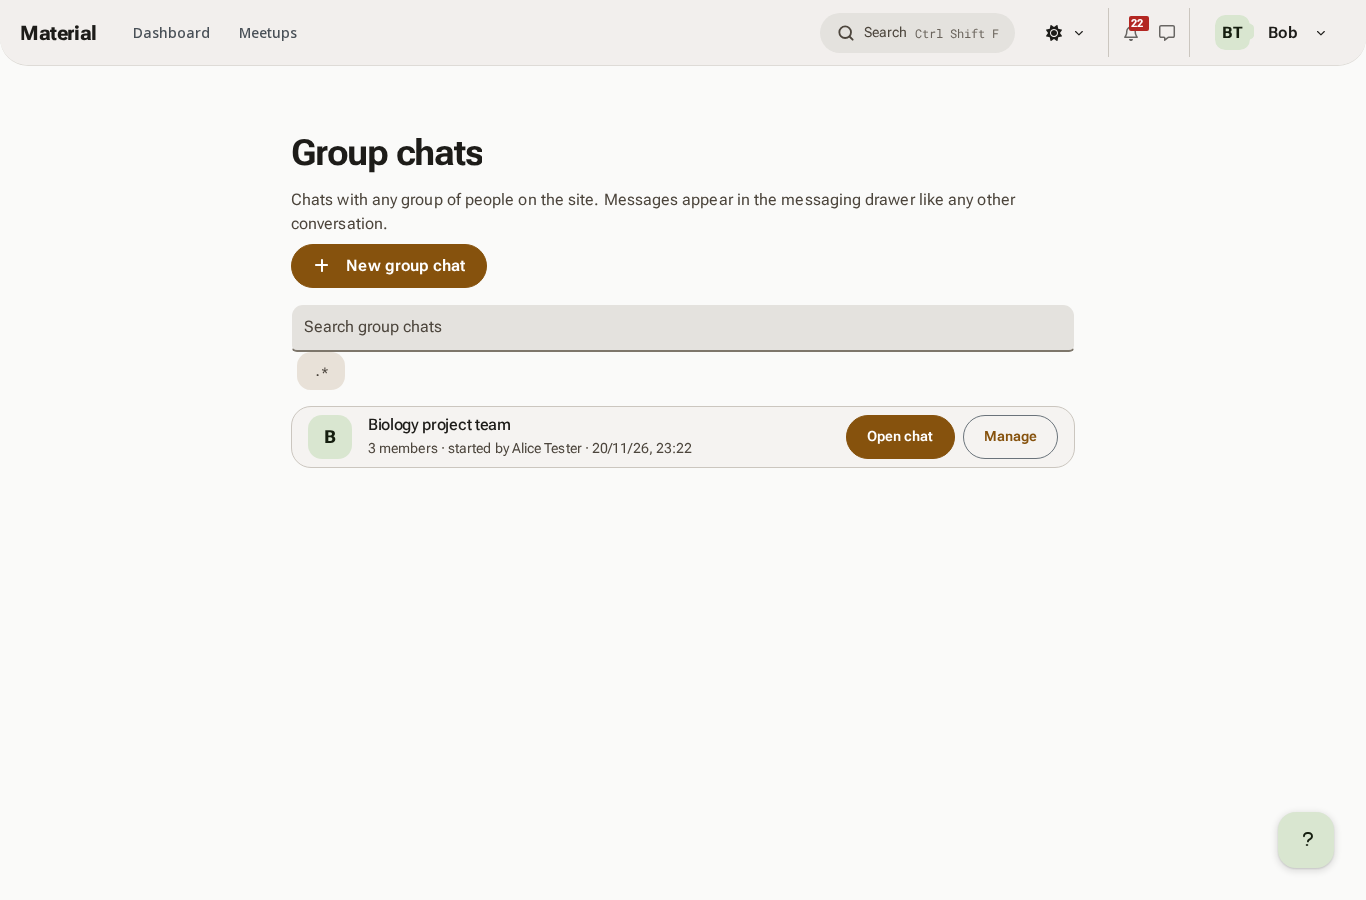 Material
Dashboard
Meetups
Search Ctrl Shift F
22
BT
Bob
Group chats
Chats with any group of people on the site. Messages appear in the messaging drawer like any other
conversation.
+ New group chat
Search group chats
.*
B
Biology project team
3 members · started by Alice Tester · 20/11/26, 23:22
Open chat
Manage
?